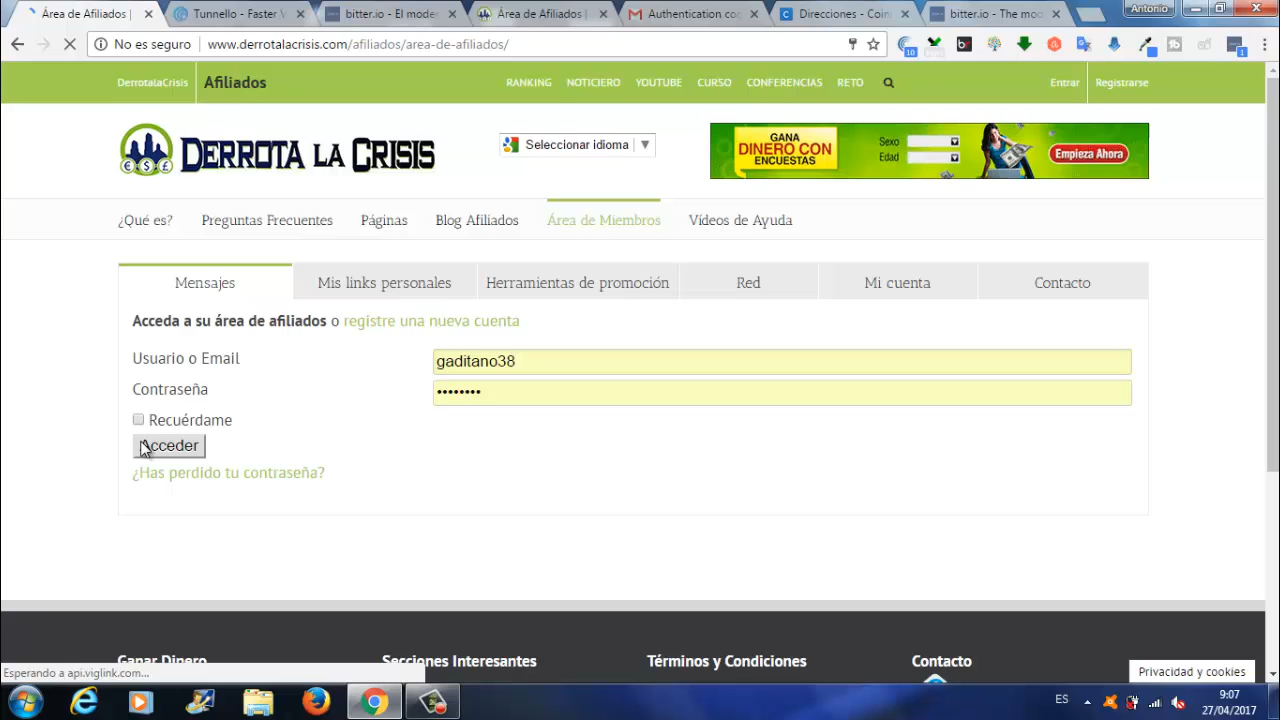 Área de Afiliados |
Tunnello - Faster V
bitter.io - El mode
Área de Afiliados |
Authentication co
Direcciones - Coin
bitter.io - The mod
Antonio
No es seguro
www.derrotalacrisis.com/afiliados/area-de-afiliados/
10
1
DerrotalaCrisis
Afiliados
RANKING
NOTICIERO
YOUTUBE
CURSO
CONFERENCIAS
RETO
Entrar
Registrarse
DERROTA LA CRISIS
Seleccionar idioma
GANA
DINERO CON
ENCUESTAS
Sexo
Edad
Empieza Ahora
¿Qué es?
Preguntas Frecuentes
Páginas
Blog Afiliados
Área de Miembros
Vídeos de Ayuda
Mensajes
Mis links personales
Herramientas de promoción
Red
Mi cuenta
Contacto
Acceda a su área de afiliados o registre una nueva cuenta
Usuario o Email
gaditano38
Contraseña
••••••••
Recuérdame
Acceder
¿Has perdido tu contraseña?
Ganar Dinero
Secciones Interesantes
Términos y Condiciones
Contacto
Esperando a api.viglink.com...
Privacidad y cookies
ES
9:07
27/04/2017